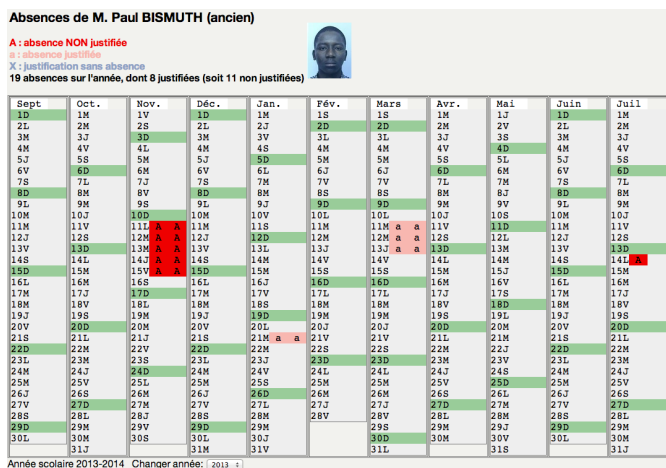 Absences de M. Paul BISMUTH (ancien)
A : absence NON justifiée
a : absence justifiée
X : justification sans absence
19 absences sur l'année, dont 8 justifiées (soit 11 non justifiées)
Sept Oct. Nov. Déc. Jan. Fév. Mars Avr. Mai Juin Juil
1D 1M 1V 1D 1M 1S 1S 1M 1J 1D 1M
2L 2M 2S 2L 2J 2D 2D 2M 2V 2L 2M
3M 3J 3D 3M 3V 3L 3L 3J 3S 3M 3J
4M 4V 4L 4M 4S 4M 4M 4V 4D 4M 4V
5J 5S 5M 5J 5D 5M 5M 5S 5L 5J 5S
6V 6D 6M 6V 6L 6J 6J 6D 6M 6V 6D
7S 7L 7J 7S 7M 7V 7V 7L 7M 7S 7L
8D 8M 8V 8D 8M 8S 8S 8M 8J 8D 8M
9L 9M 9S 9L 9J 9D 9D 9M 9V 9L 9M
10M 10J 10D 10M 10V 10L 10L 10J 10S 10M 10J
11M 11V 11L A A 11M 11S 11M 11M a a 11V 11D 11M 11V
12J 12S 12M A A 12J 12D 12M 12M a a 12S 12L 12J 12S
13V 13D 13M A A 13V 13L 13J 13J a a 13D 13M 13V 13D
14S 14L 14J A A 14S 14M 14V 14V 14L 14M 14S 14L A
15D 15M 15V A A 15D 15M 15S 15S 15M 15J 15D 15M
16L 16M 16S 16L 16J 16D 16D 16M 16V 16L 16M
17M 17J 17D 17M 17V 17L 17L 17J 17S 17M 17J
18M 18V 18L 18M 18S 18M 18M 18V 18D 18M 18V
19J 19S 19M 19J 19D 19M 19M 19S 19L 19J 19S
20V 20D 20M 20V 20L 20J 20J 20D 20M 20V 20D
21S 21L 21J 21S 21M a a 21V 21V 21L 21M 21S 21L
22D 22M 22V 22D 22M 22S 22S 22M 22J 22D 22M
23L 23M 23S 23L 23J 23D 23D 23M 23V 23L 23M
24M 24J 24D 24M 24V 24L 24L 24J 24S 24M 24J
25M 25V 25L 25M 25S 25M 25M 25V 25D 25M 25V
26J 26S 26M 26J 26D 26M 26M 26S 26L 26J 26S
27V 27D 27M 27V 27L 27J 27J 27D 27M 27V 27D
28S 28L 28J 28S 28M 28V 28V 28L 28M 28S 28L
29D 29M 29V 29D 29M 29S 29M 29J 29D 29M
30L 30M 30S 30L 30J 30D 30M 30V 30L 30M
31J 31M 31V 31L 31S 31J
Année scolaire 2013-2014 Changer année: 2013